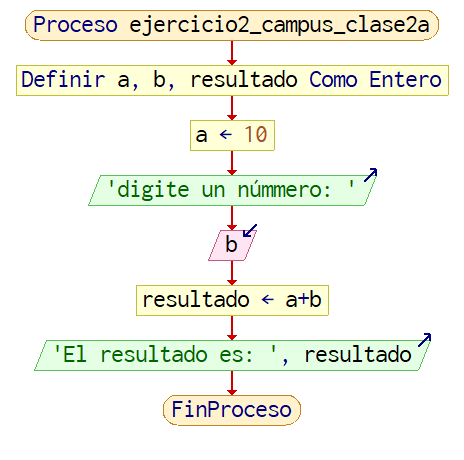 Proceso ejercicio2_campus_clase2a
Definir a, b, resultado Como Entero
a ← 10
'digite un númmero: '
b
resultado ← a+b
'El resultado es: ', resultado
FinProceso